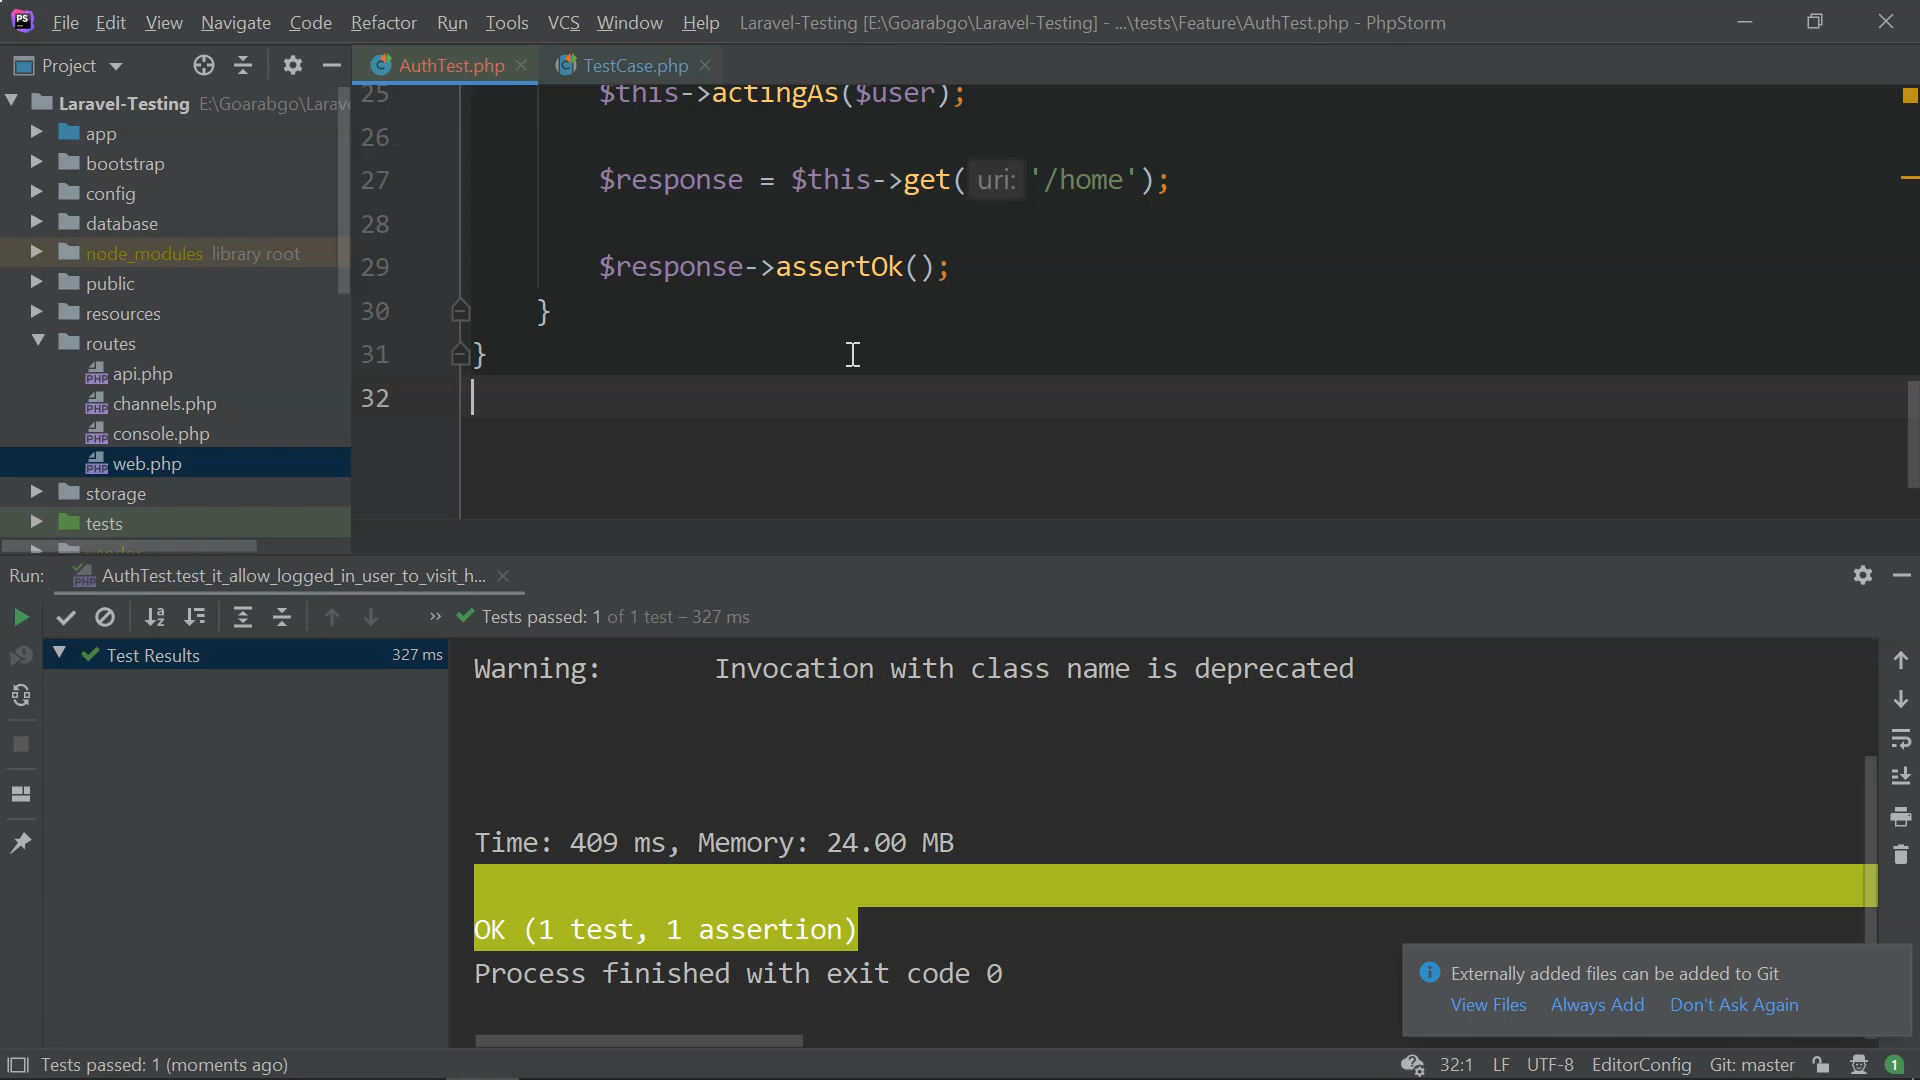 File Edit View Navigate Code Refactor Run Tools VCS Window Help Laravel-Testing [E:\Goarabgo\Laravel-Testing] - ...\tests\Feature\AuthTest.php - PhpStorm
Project
AuthTest.php
TestCase.php
Laravel-Testing E:\Goarabgo\Larav
app
bootstrap
config
database
node_modules library root
public
resources
routes
api.php
channels.php
console.php
web.php
storage
tests
25 $this->actingAs($user);
26
27 $response = $this->get( uri: '/home');
28
29 $response->assertOk();
30 }
31 }
32
Run: AuthTest.test_it_allow_logged_in_user_to_visit_h...
Tests passed: 1 of 1 test – 327 ms
Test Results 327 ms
Warning: Invocation with class name is deprecated
Time: 409 ms, Memory: 24.00 MB
OK (1 test, 1 assertion)
Process finished with exit code 0
Externally added files can be added to Git
View Files Always Add Don't Ask Again
Tests passed: 1 (moments ago)
32:1 LF UTF-8 EditorConfig Git: master 1